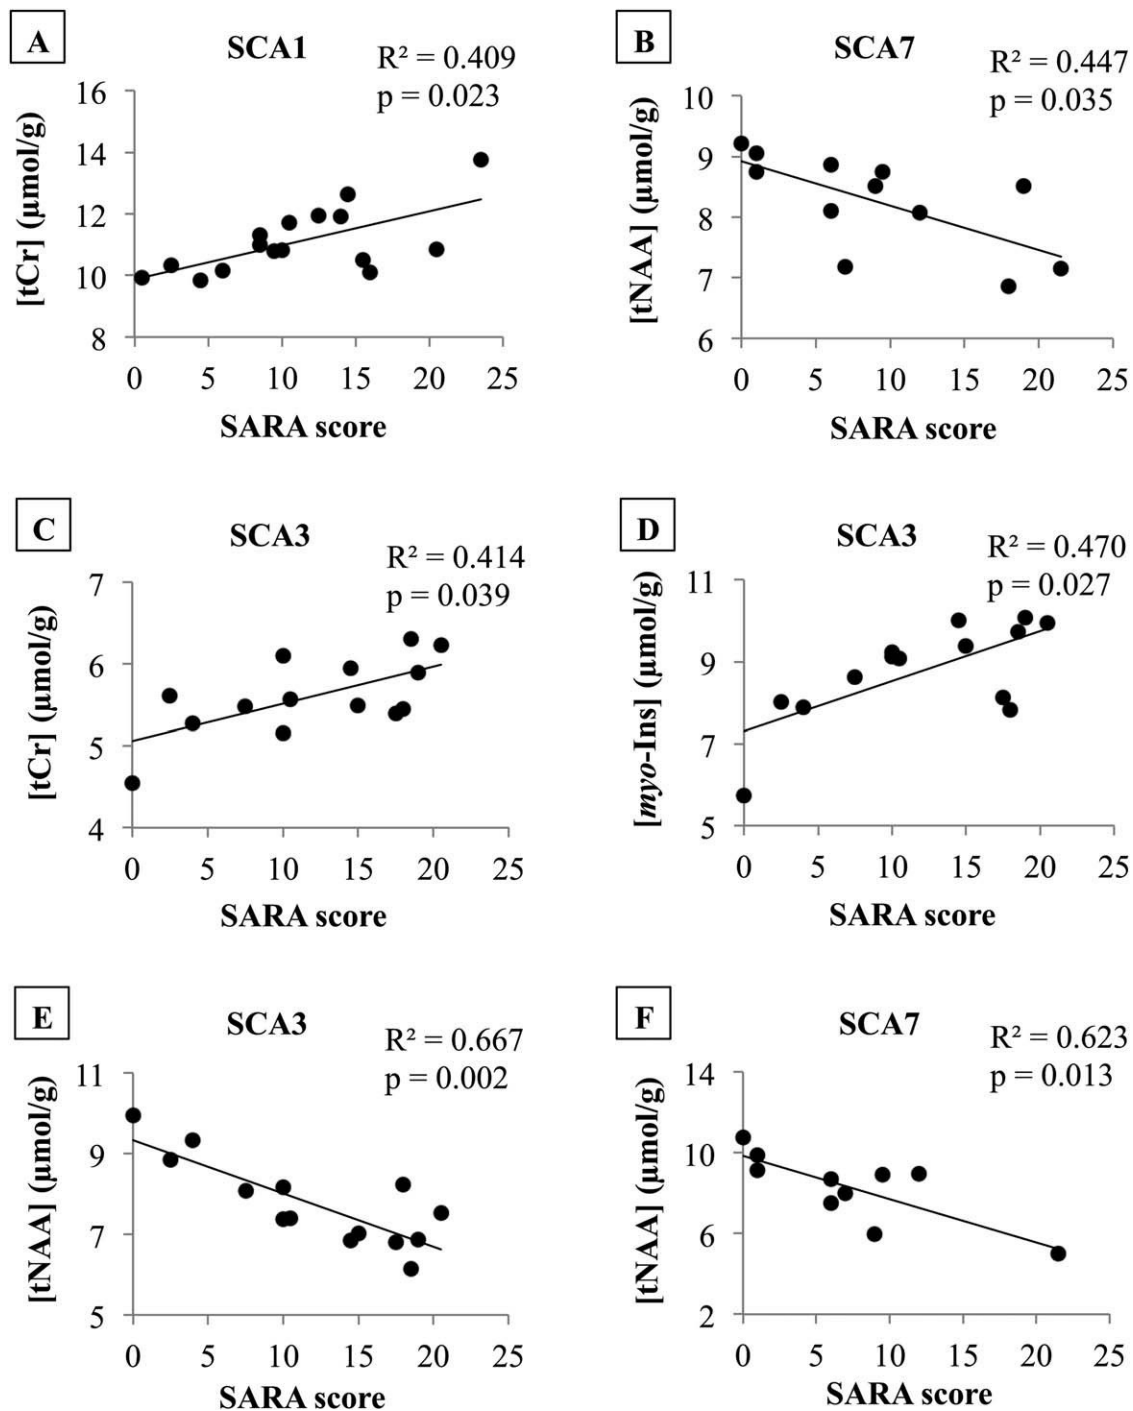 A
SCA1
R² = 0.409
p = 0.023
[tCr] (µmol/g)
16
14
12
10
8
0 5 10 15 20 25
SARA score
B
SCA7
R² = 0.447
p = 0.035
[tNAA] (µmol/g)
10
9
8
7
6
0 5 10 15 20 25
SARA score
C
SCA3
R² = 0.414
p = 0.039
[tCr] (µmol/g)
7
6
5
4
0 5 10 15 20 25
SARA score
D
SCA3
R² = 0.470
p = 0.027
[myo-Ins] (µmol/g)
11
9
7
5
0 5 10 15 20 25
SARA score
E
SCA3
R² = 0.667
p = 0.002
[tNAA] (µmol/g)
11
9
7
5
0 5 10 15 20 25
SARA score
F
SCA7
R² = 0.623
p = 0.013
[tNAA] (µmol/g)
14
10
6
2
0 5 10 15 20 25
SARA score